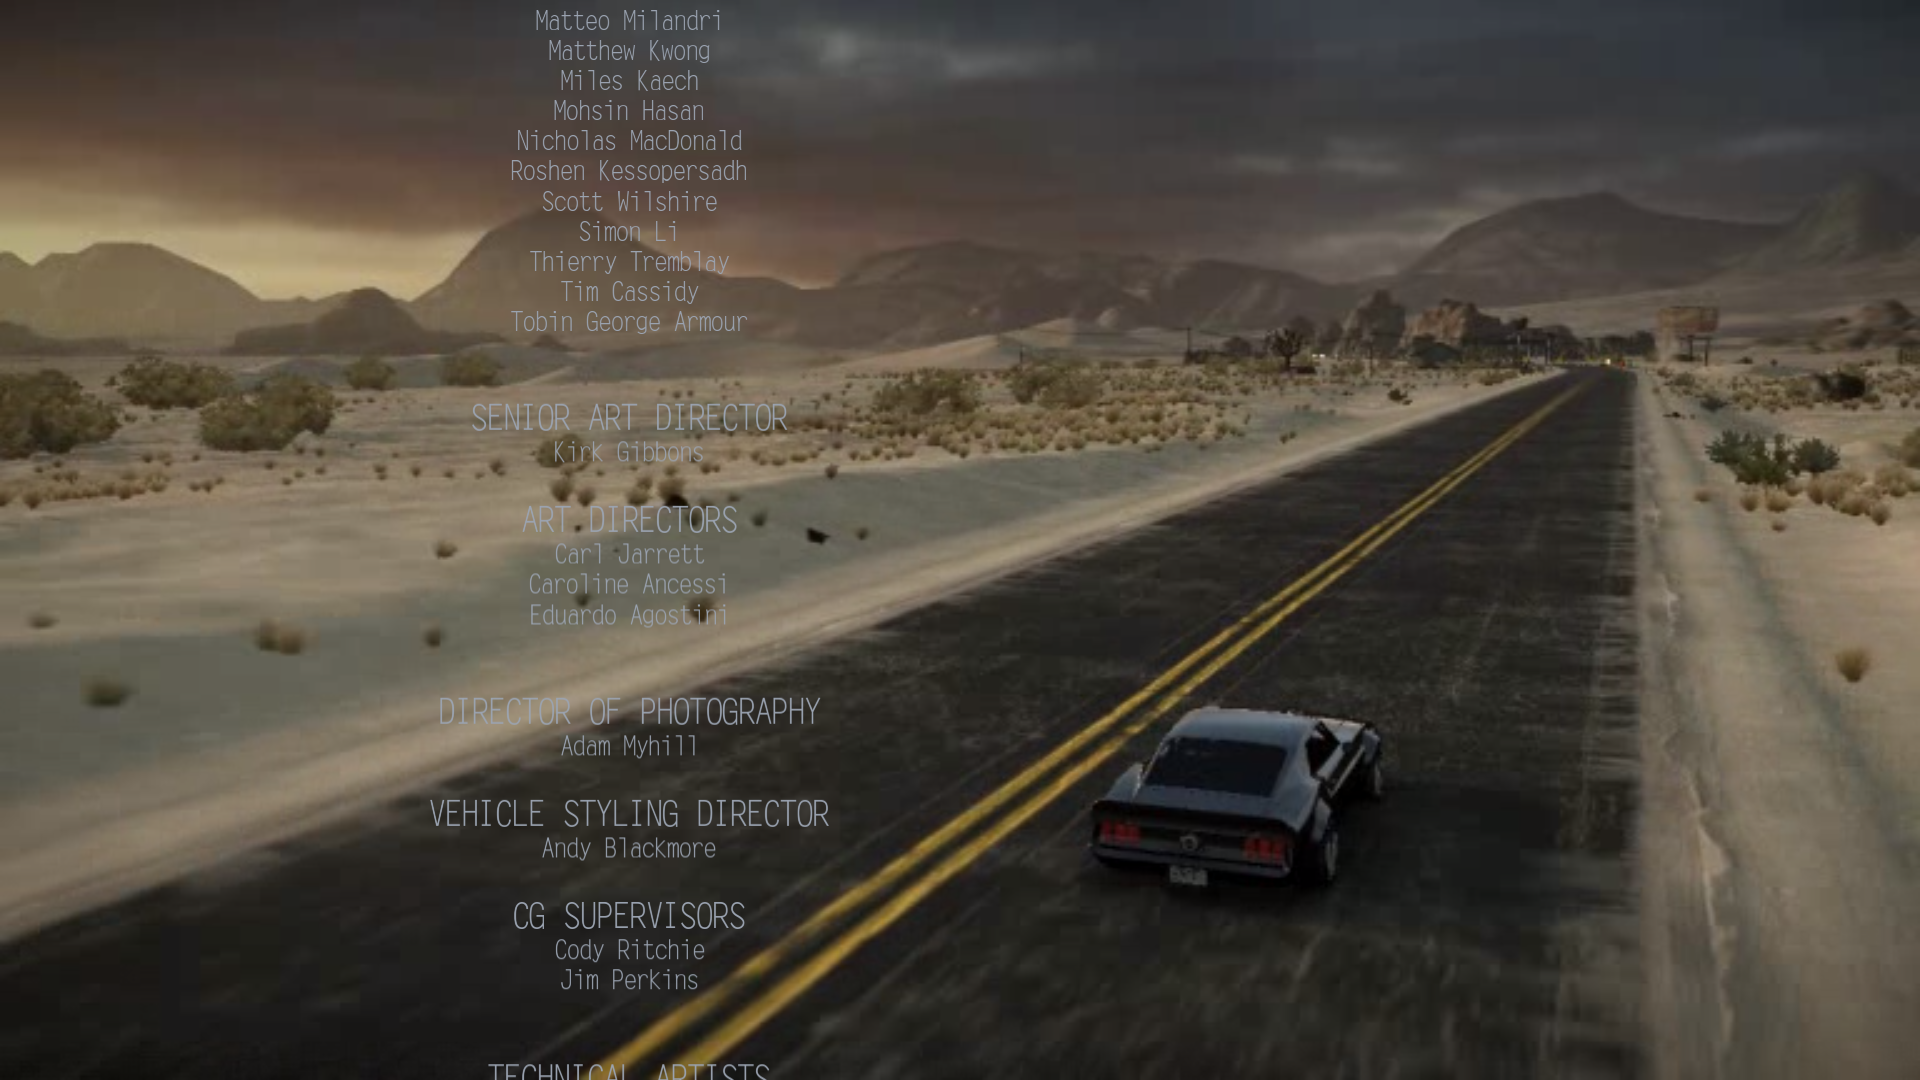 Matteo Milandri
Matthew Kwong
Miles Kaech
Mohsin Hasan
Nicholas MacDonald
Roshen Kessopersadh
Scott Wilshire
Simon Li
Thierry Tremblay
Tim Cassidy
Tobin George Armour
SENIOR ART DIRECTOR
Kirk Gibbons
ART DIRECTORS
Carl Jarrett
Caroline Ancessi
Eduardo Agostini
DIRECTOR OF PHOTOGRAPHY
Adam Myhill
VEHICLE STYLING DIRECTOR
Andy Blackmore
CG SUPERVISORS
Cody Ritchie
Jim Perkins
TECHNICAL ARTISTS